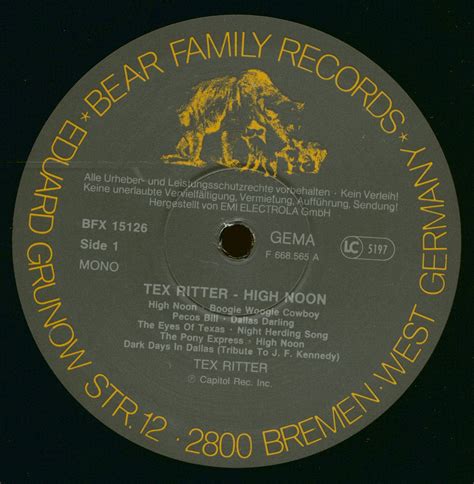 * BEAR FAMILY RECORDS *
EDUARD GRUNOW STR.12 · 2800 BREMEN · WEST GERMANY
Alle Urheber- und Leistungsschutzrechte vorbehalten · Kein Verleih!
Keine unerlaubte Vervielfältigung, Vermietung, Aufführung, Sendung!
Hergestellt von EMI ELECTROLA GmbH
BFX 15126
Side 1
MONO
GEMA
F 668.565 A
LC 5197
TEX RITTER - HIGH NOON
High Noon · Boogie Woogie Cowboy
Pecos Bill · Dallas Darling
The Eyes Of Texas · Night Herding Song
The Pony Express · High Noon
Dark Days In Dallas (Tribute To J. F. Kennedy)
TEX RITTER
℗ Capitol Rec. Inc.